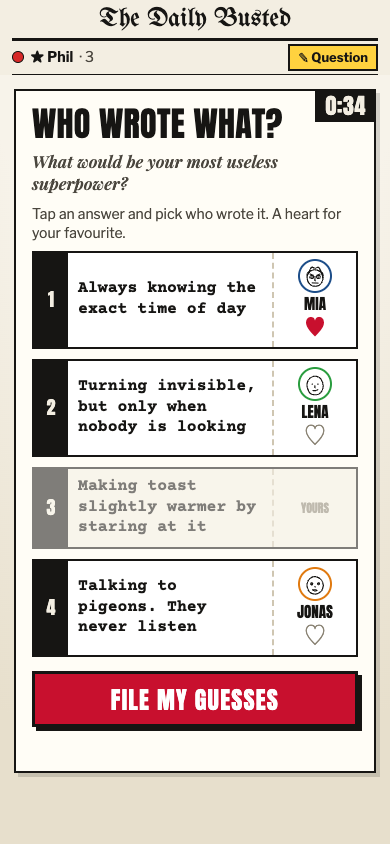 The Daily Busted
★ Phil · 3
✎ Question
0:34
WHO WROTE WHAT?
What would be your most useless
superpower?
Tap an answer and pick who wrote it. A heart for
your favourite.
1
Always knowing the
exact time of day
MIA
2
Turning invisible,
but only when
nobody is looking
LENA
3
Making toast
slightly warmer by
staring at it
YOURS
4
Talking to
pigeons. They
never listen
JONAS
FILE MY GUESSES